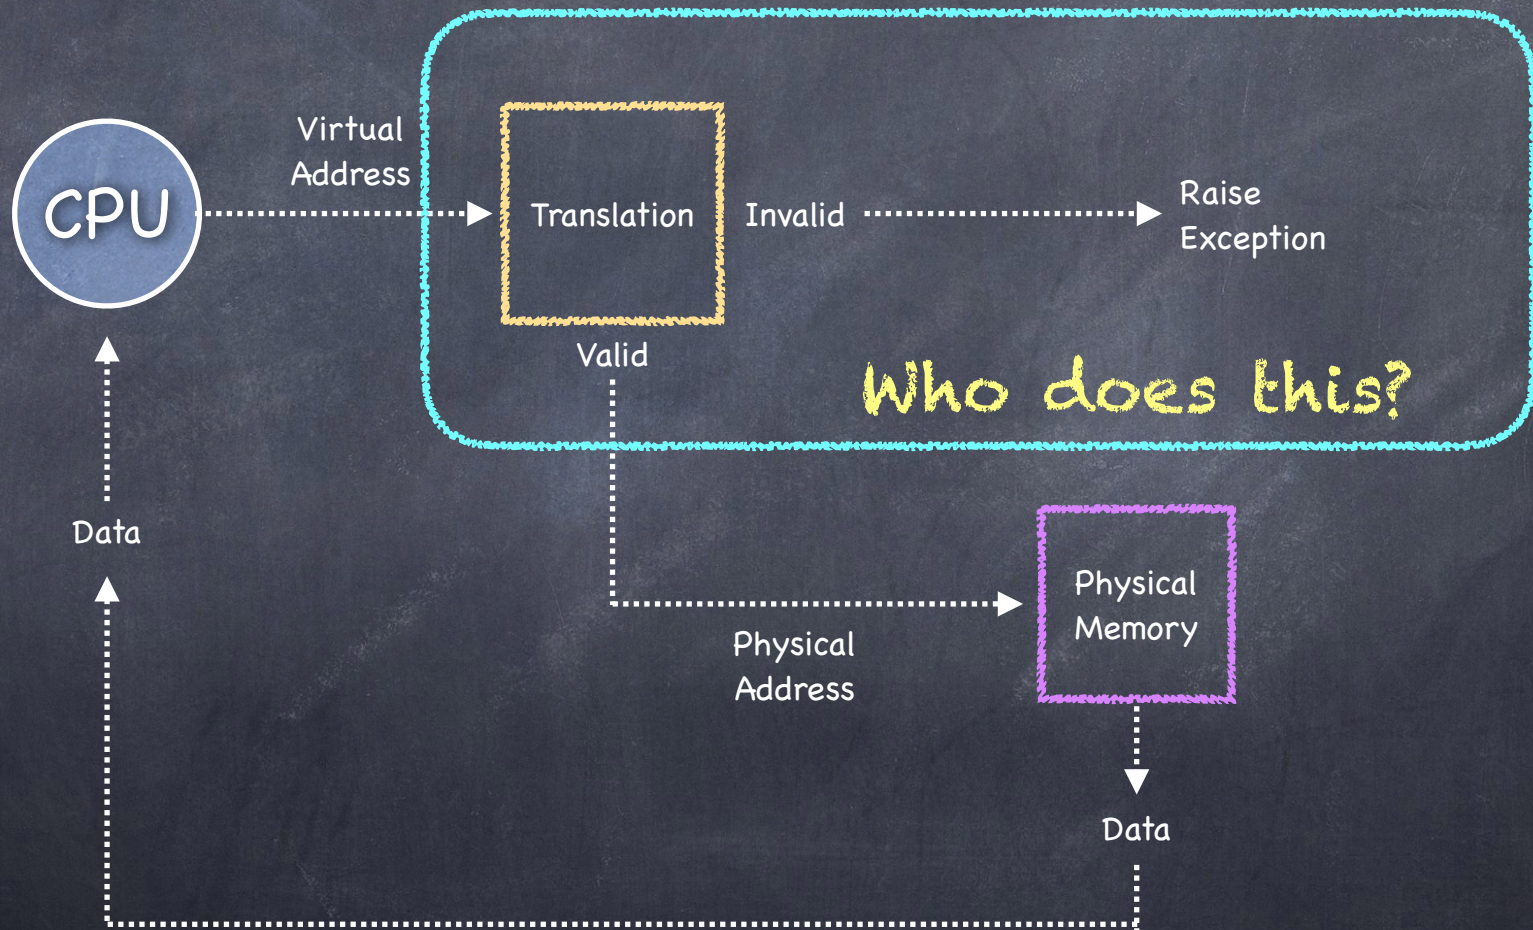 Virtual
Address
CPU
Translation
Invalid
Raise
Exception
Valid
Who does this?
Data
Physical
Memory
Physical
Address
Data